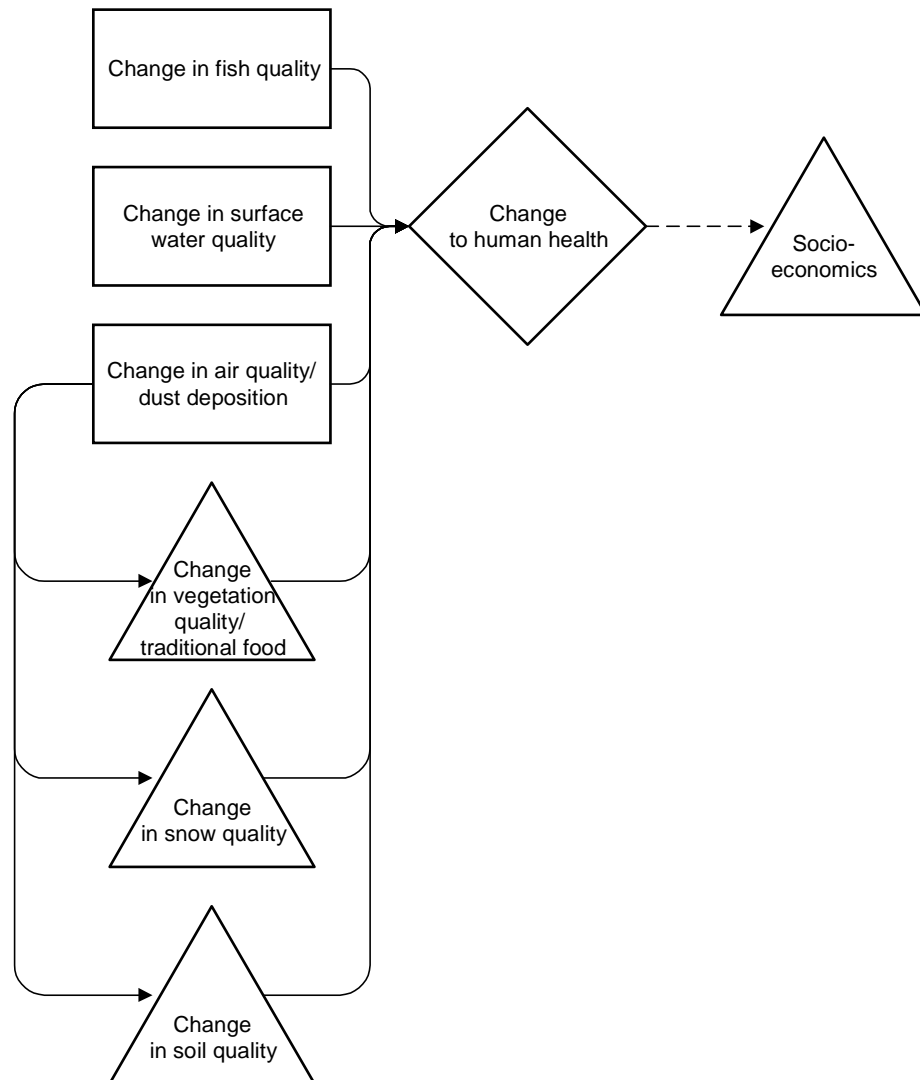 Change in fish quality
Change in surface
water quality
Change
to human health
Socio-
economics
Change in air quality/
dust deposition
Change
in vegetation
quality/
traditional food
Change
in snow quality
Change
in soil quality